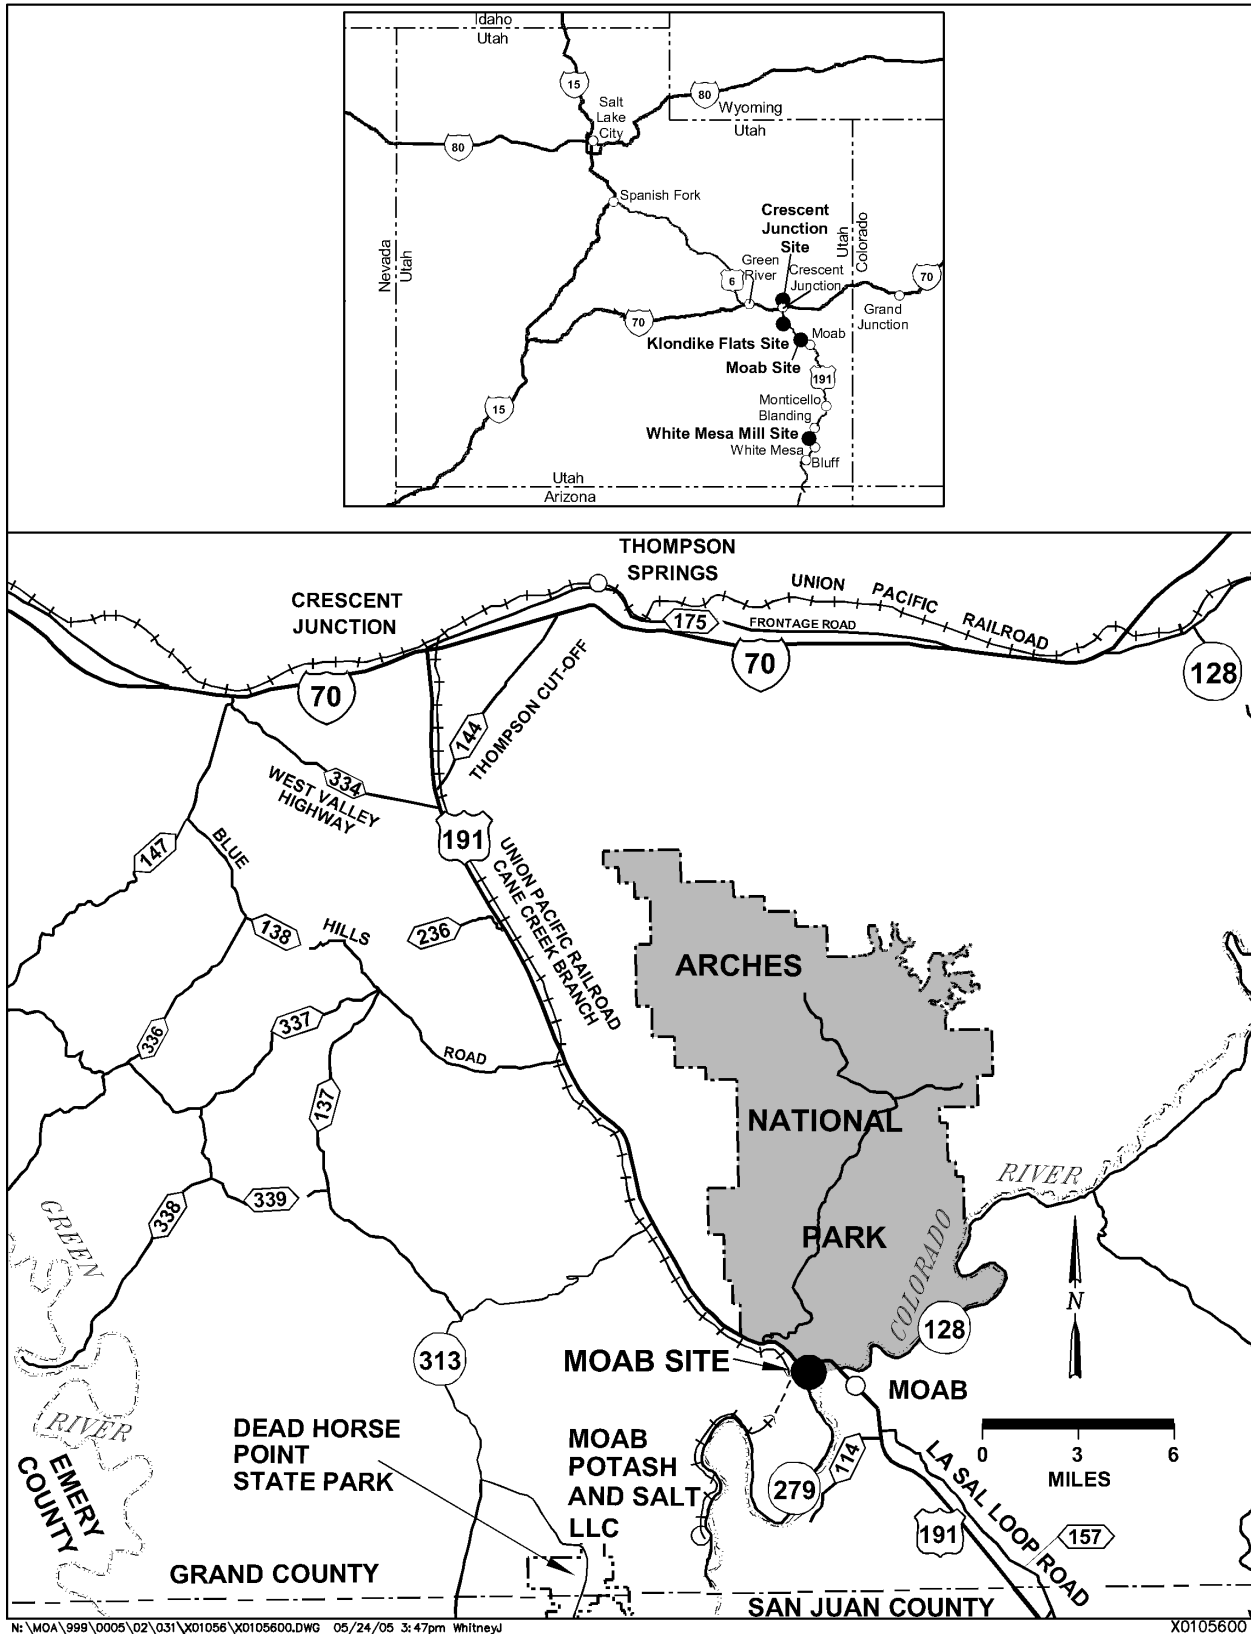 Idaho
Utah
15
80
Salt
Lake
City
Wyoming
Utah
80
Spanish Fork
Crescent
Junction
Site
Nevada
Utah
Utah
Colorado
6
Green
River
Crescent
Junction
70
Grand
Junction
70
Klondike Flats Site
Moab
Moab Site
191
15
Monticello
Blanding
White Mesa Mill Site
White Mesa
Bluff
Utah
Arizona
THOMPSON
SPRINGS
CRESCENT
JUNCTION
UNION PACIFIC RAILROAD
175
FRONTAGE ROAD
70
70
128
144
THOMPSON CUT-OFF
334
WEST VALLEY
HIGHWAY
191
147
BLUE
138
HILLS
236
UNION PACIFIC RAILROAD
CANE CREEK BRANCH
ARCHES
336
337
ROAD
137
NATIONAL
338
339
RIVER
GREEN
PARK
COLORADO
N
128
313
MOAB SITE
MOAB
RIVER
EMERY
COUNTY
DEAD HORSE
POINT
STATE PARK
MOAB
POTASH
AND SALT
LLC
279
114
0 3 6
MILES
LA SAL LOOP ROAD
191
157
GRAND COUNTY
SAN JUAN COUNTY
N:\MOA\999\0005\02\031\X01056\X0105600.DWG 05/24/05 3:47pm WhitneyJ
X0105600